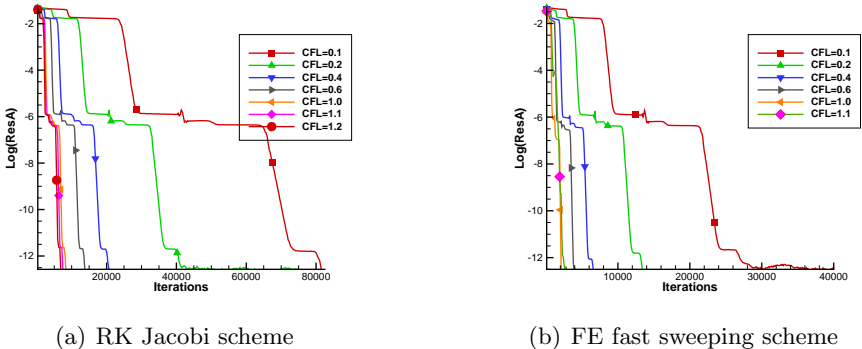 -2
-4
-6
-8
-10
-12
Log(ResA)
0
20000
40000
60000
80000
Iterations
CFL=0.1
CFL=0.2
CFL=0.4
CFL=0.6
CFL=1.0
CFL=1.1
CFL=1.2
(a) RK Jacobi scheme
-2
-4
-6
-8
-10
-12
Log(ResA)
0
10000
20000
30000
40000
Iterations
CFL=0.1
CFL=0.2
CFL=0.4
CFL=0.6
CFL=1.0
CFL=1.1
(b) FE fast sweeping scheme